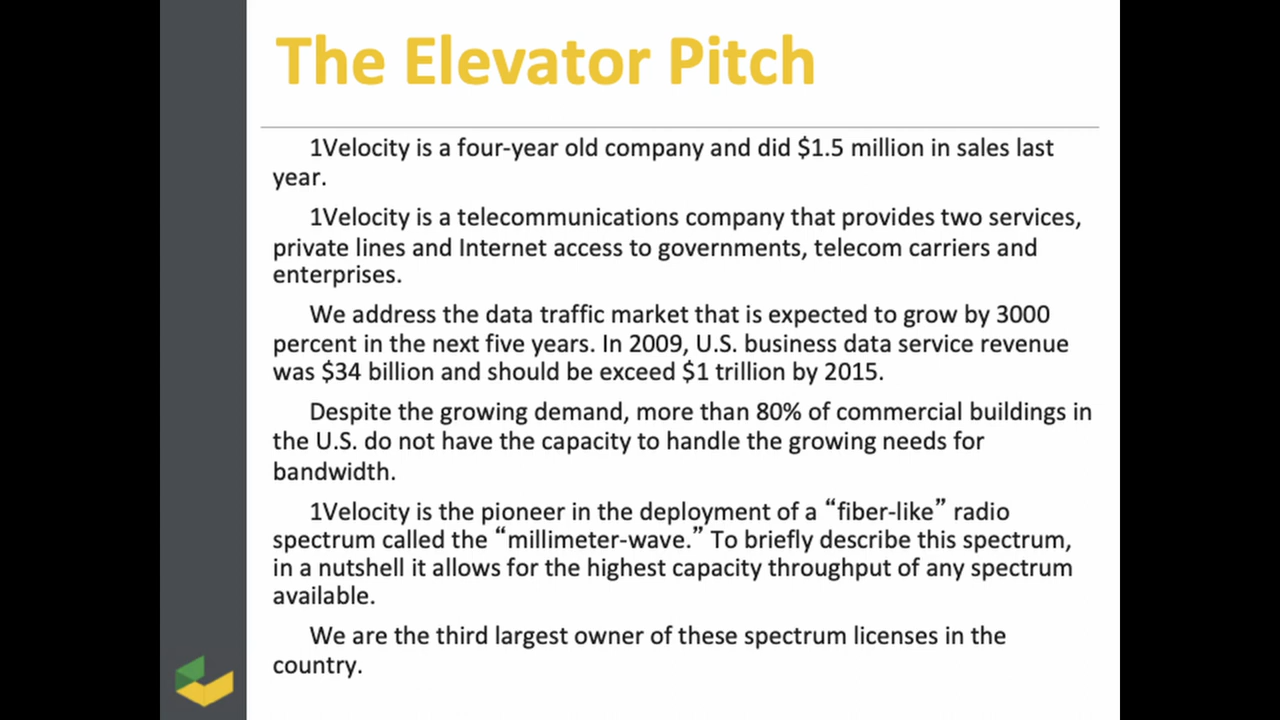 The Elevator Pitch
1Velocity is a four-year old company and did $1.5 million in sales last
year.
1Velocity is a telecommunications company that provides two services,
private lines and Internet access to governments, telecom carriers and
enterprises.
We address the data traffic market that is expected to grow by 3000
percent in the next five years. In 2009, U.S. business data service revenue
was $34 billion and should be exceed $1 trillion by 2015.
Despite the growing demand, more than 80% of commercial buildings in
the U.S. do not have the capacity to handle the growing needs for
bandwidth.
1Velocity is the pioneer in the deployment of a “fiber-like” radio
spectrum called the “millimeter-wave.” To briefly describe this spectrum,
in a nutshell it allows for the highest capacity throughput of any spectrum
available.
We are the third largest owner of these spectrum licenses in the
country.